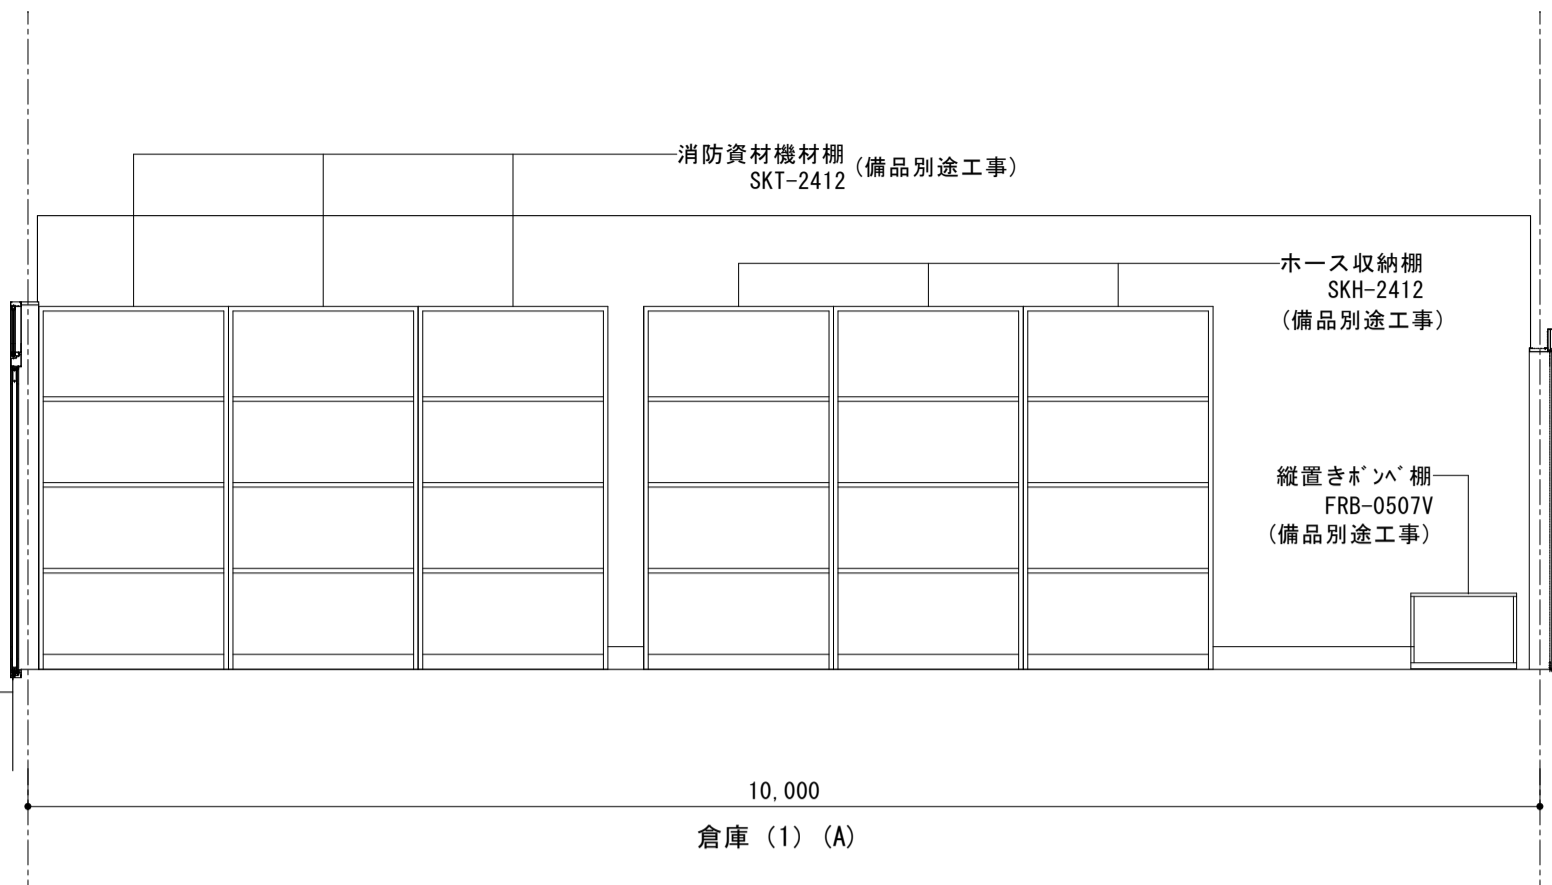 消防資材機材棚
SKT-2412
(備品別途工事)
ホース収納棚
SKH-2412
(備品別途工事)
縦置きボンベ棚
FRB-0507V
(備品別途工事)
10,000
倉庫 (1) (A)